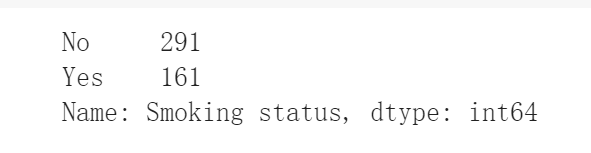 No     291
Yes    161
Name: Smoking status, dtype: int64